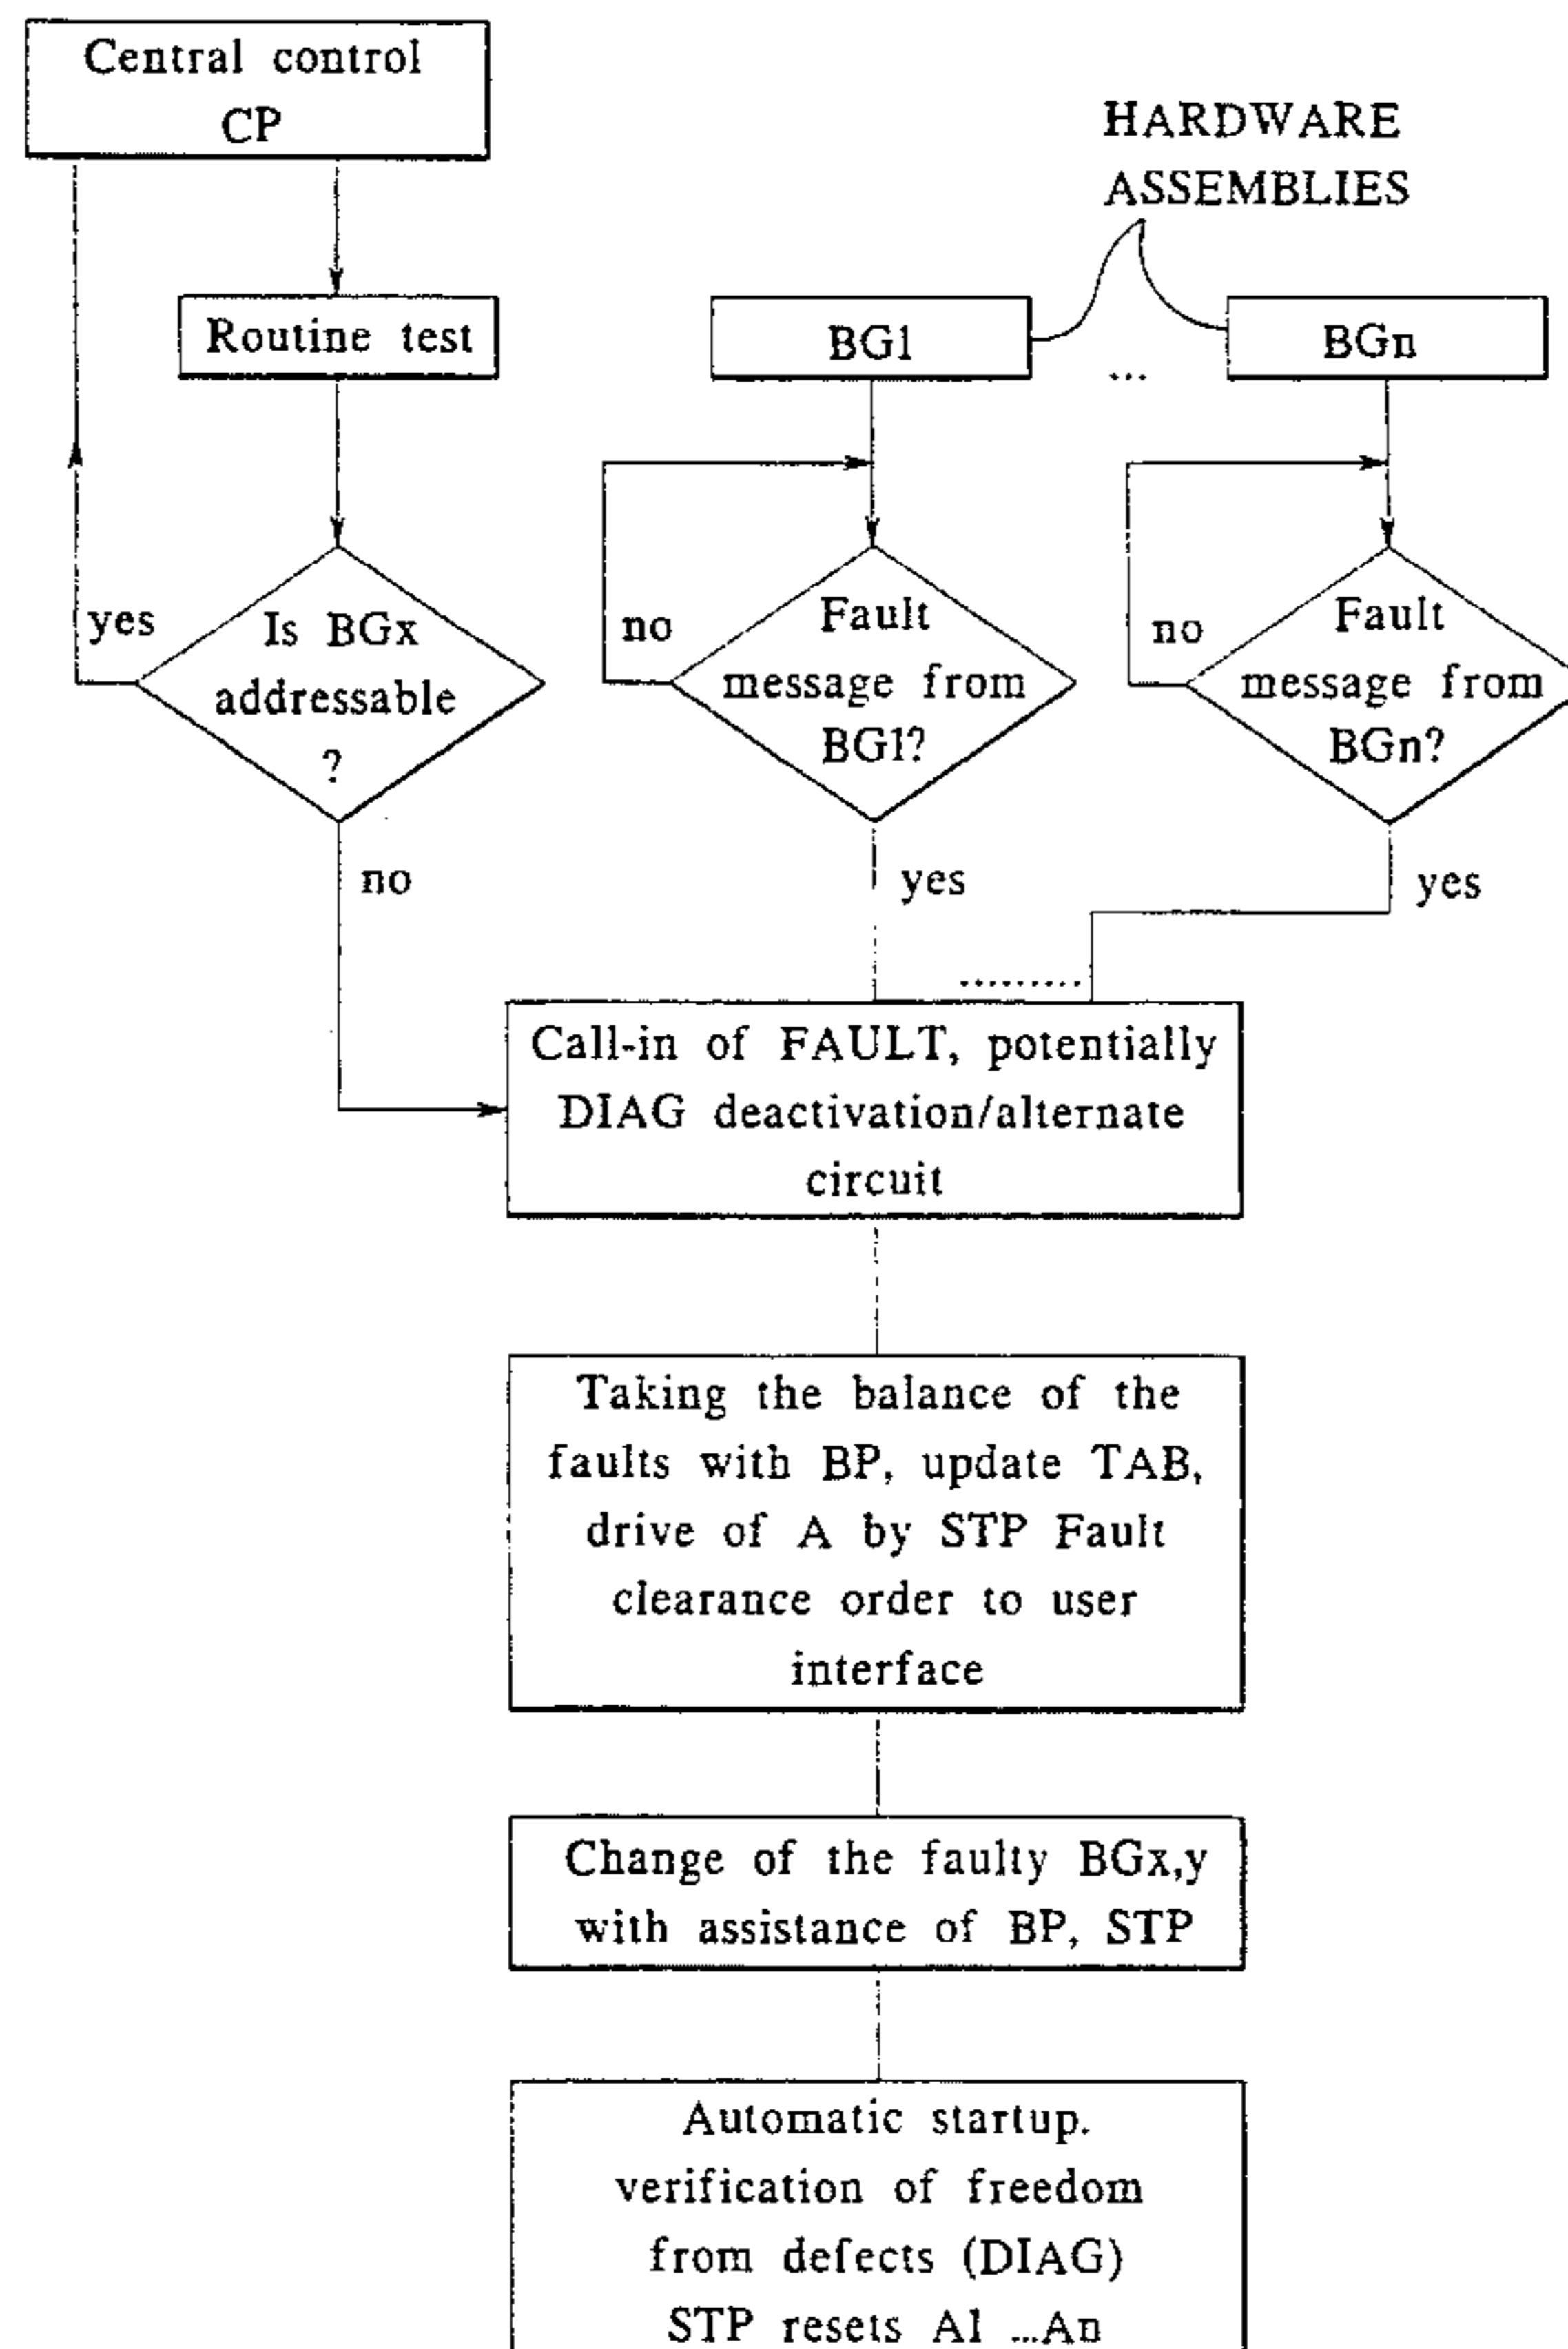 Central control
CP
HARDWARE
ASSEMBLIES
Routine test
BG1
...
BGn
yes
Is BGx
addressable
?
no
Fault
message from
BG1?
no
Fault
message from
BGn?
no
yes
yes
.........
Call-in of FAULT, potentially
DIAG deactivation/alternate
circuit
Taking the balance of the
faults with BP, update TAB,
drive of A by STP Fault
clearance order to user
interface
Change of the faulty BGx,y
with assistance of BP, STP
Automatic startup.
verification of freedom
from defects (DIAG)
STP resets A1 ...An